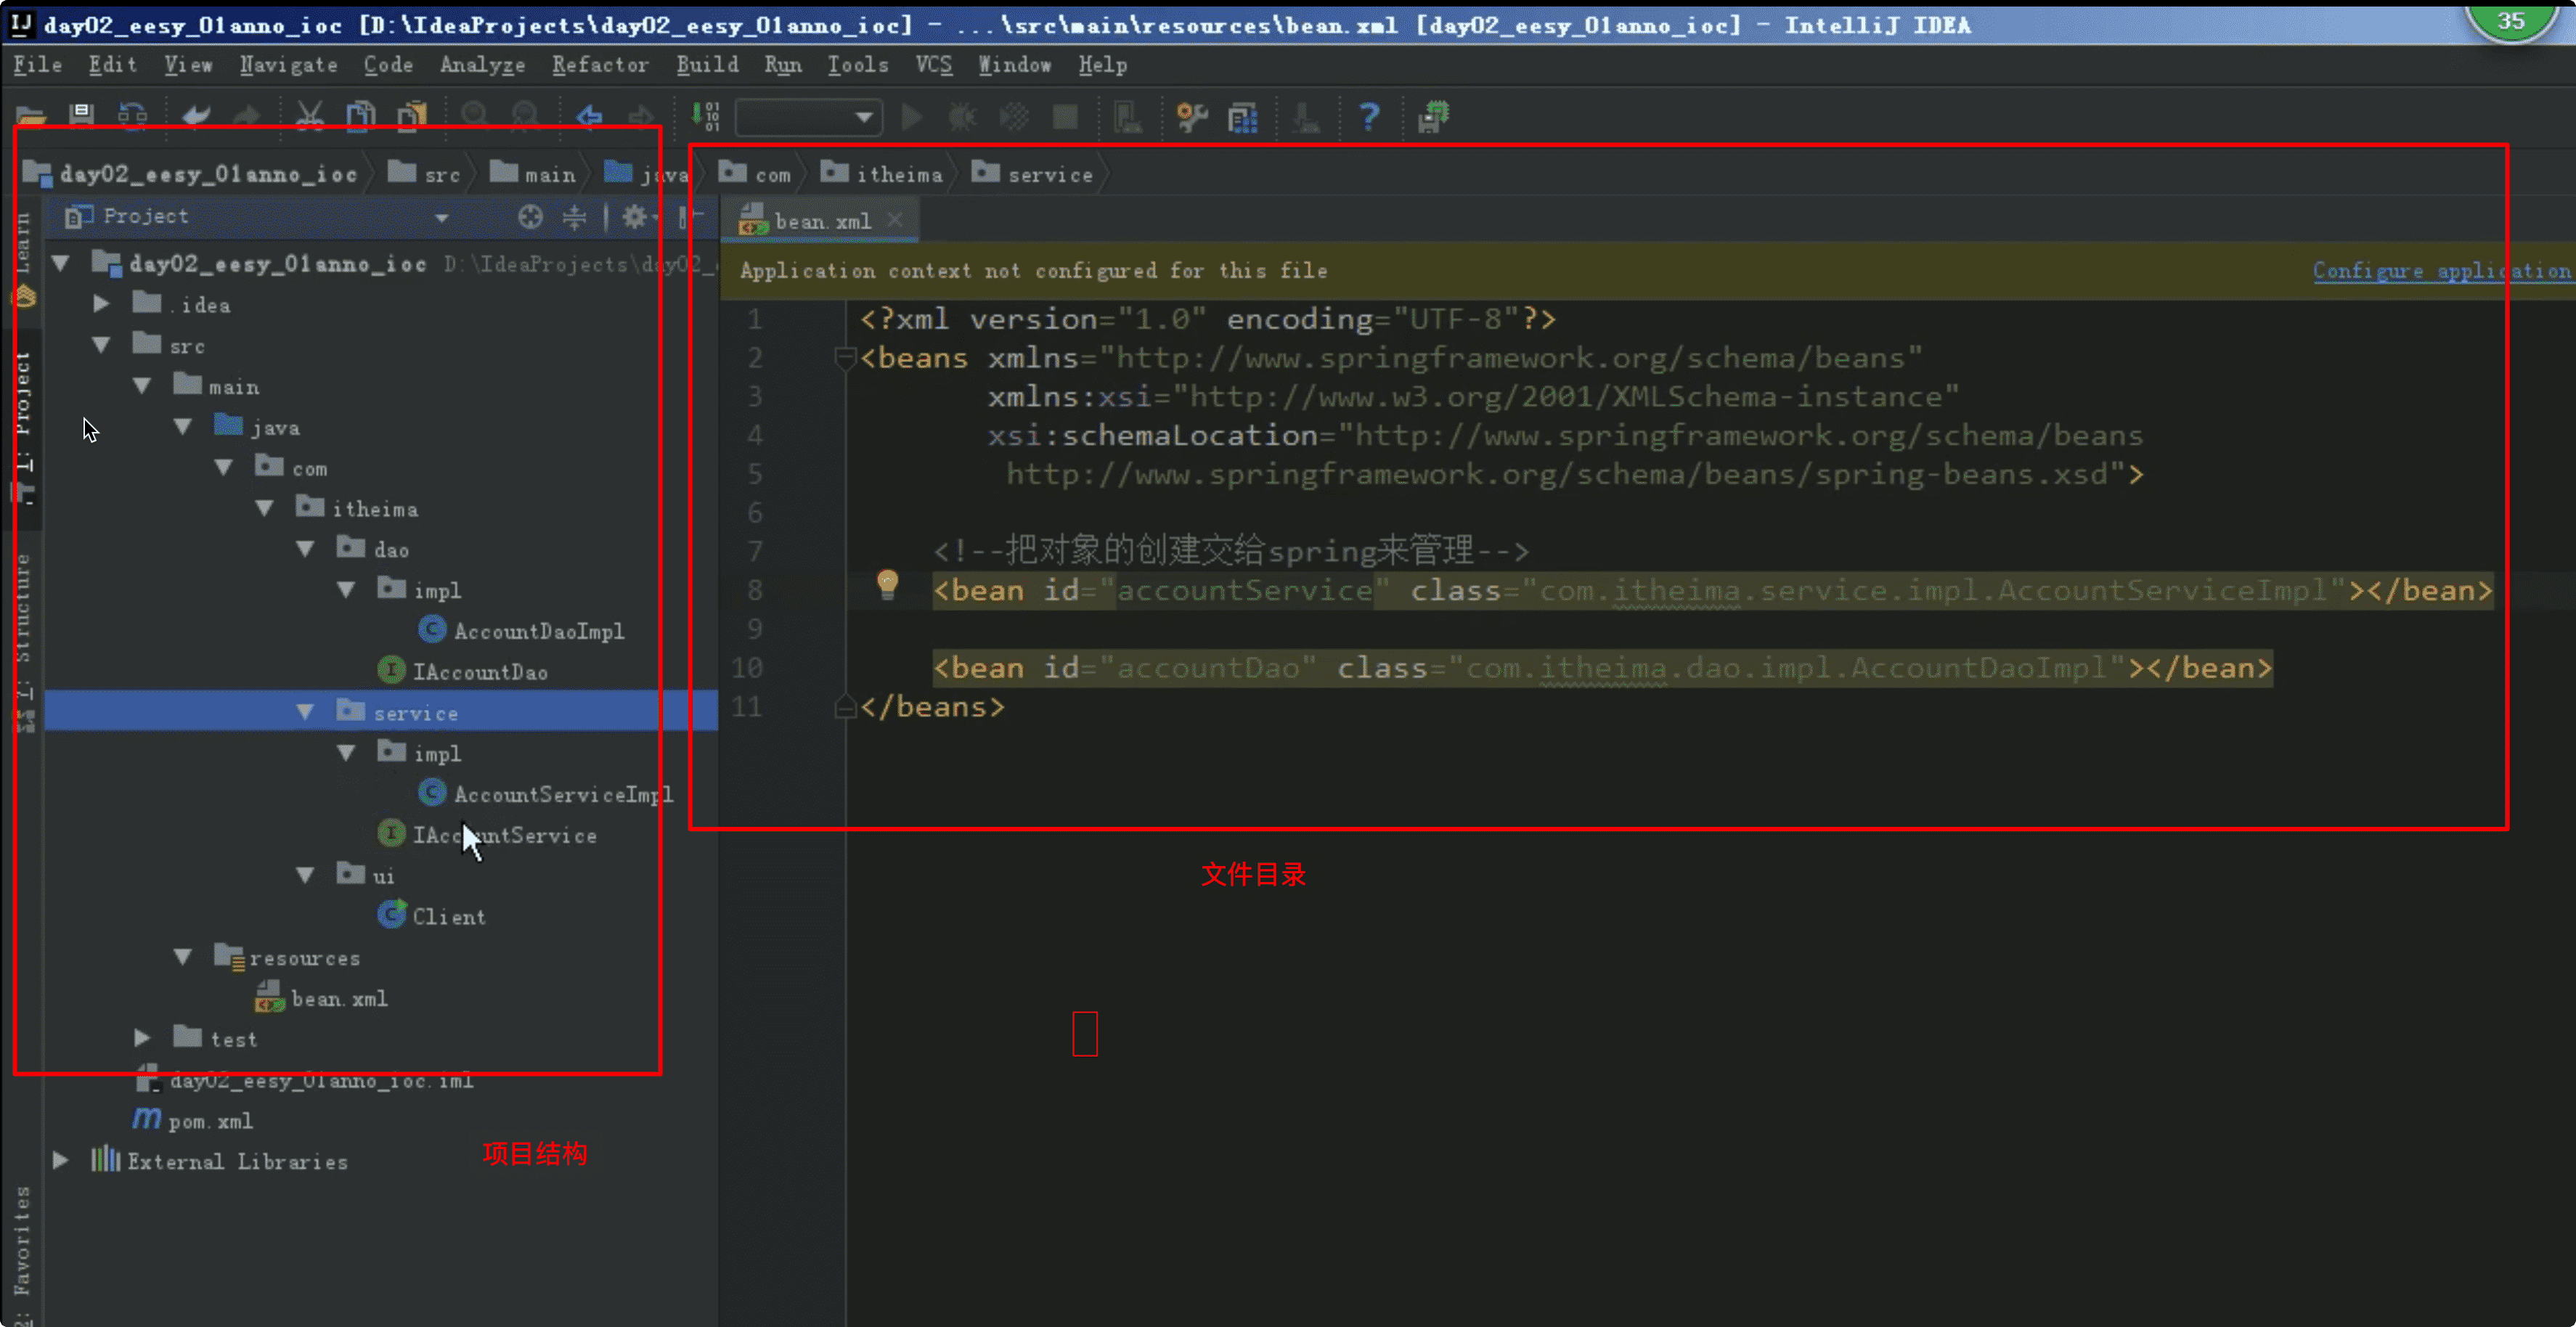 day02_eesy_01anno_ioc [D:\IdeaProjects\day02_eesy_01anno_ioc] - ...\src\main\resources\bean.xml [day02_eesy_01anno_ioc] - IntelliJ IDEA
35
File Edit View Navigate Code Analyze Refactor Build Run Tools VCS Window Help
day02_eesy_01anno_ioc src main java com itheima service
Project
bean.xml
Learn
1: Project
7: Structure
2: Favorites
day02_eesy_01anno_ioc D:\IdeaProjects\day02_
.idea
src
main
java
com
itheima
dao
impl
AccountDaoImpl
IAccountDao
service
impl
AccountServiceImpl
IAccountService
ui
Client
resources
bean.xml
test
day02_eesy_01anno_ioc.iml
pom.xml
External Libraries
项目结构
Application context not configured for this file Configure application
1 <?xml version="1.0" encoding="UTF-8"?>
2 <beans xmlns="http://www.springframework.org/schema/beans"
3 xmlns:xsi="http://www.w3.org/2001/XMLSchema-instance"
4 xsi:schemaLocation="http://www.springframework.org/schema/beans
5 http://www.springframework.org/schema/beans/spring-beans.xsd">
6
7 <!--把对象的创建交给spring来管理-->
8 <bean id="accountService" class="com.itheima.service.impl.AccountServiceImpl"></bean>
9
10 <bean id="accountDao" class="com.itheima.dao.impl.AccountDaoImpl"></bean>
11 </beans>
文件目录